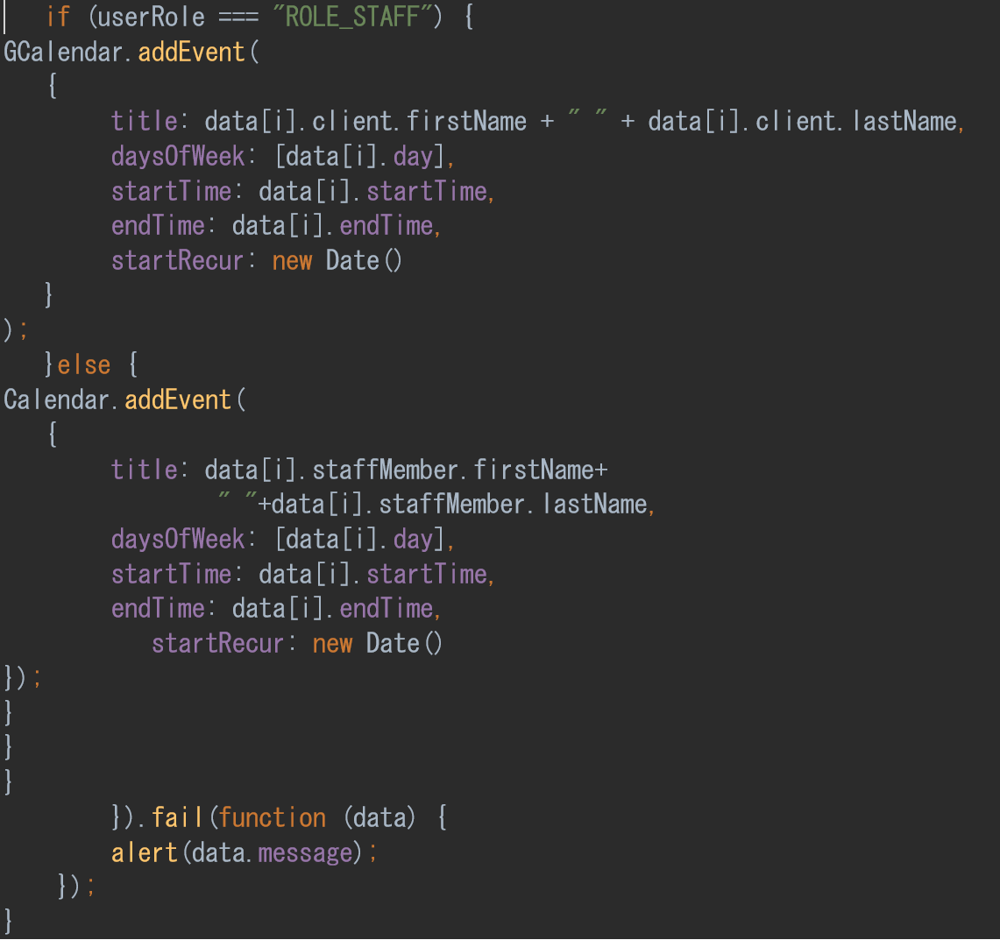 if (userRole === "ROLE_STAFF") {
GCalendar.addEvent(
{
title: data[i].client.firstName + " " + data[i].client.lastName,
daysOfWeek: [data[i].day],
startTime: data[i].startTime,
endTime: data[i].endTime,
startRecur: new Date()
}
);
}else {
Calendar.addEvent(
{
title: data[i].staffMember.firstName+
" "+data[i].staffMember.lastName,
daysOfWeek: [data[i].day],
startTime: data[i].startTime,
endTime: data[i].endTime,
startRecur: new Date()
});
}
}
}
}).fail(function (data) {
alert(data.message);
});
}